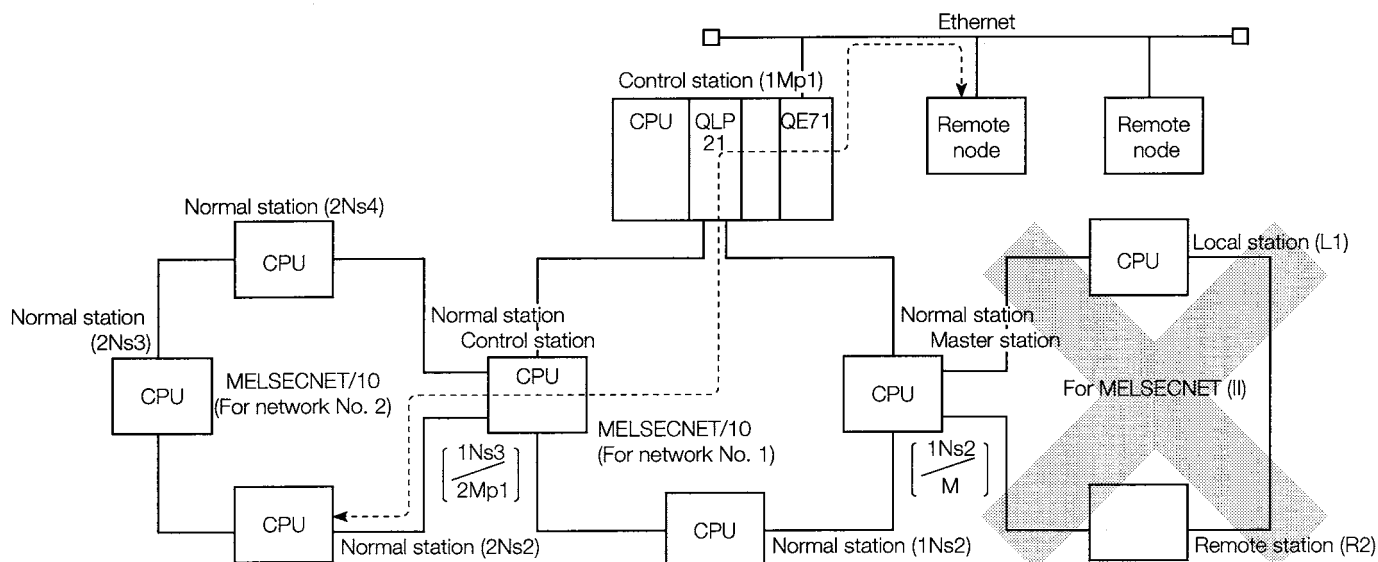 Ethernet
Control station (1Mp1)
CPU
QLP
21
QE71
Remote
node
Remote
node
Normal station (2Ns4)
CPU
Local station (L1)
CPU
Normal station
(2Ns3)
CPU
MELSECNET/10
(For network No. 2)
Normal station
Control station
CPU
MELSECNET/10
(For network No. 1)
1Ns3
2Mp1
Normal station
Master station
CPU
1Ns2
M
For MELSECNET (II)
CPU
Normal station (2Ns2)
CPU
Normal station (1Ns2)
Remote station (R2)